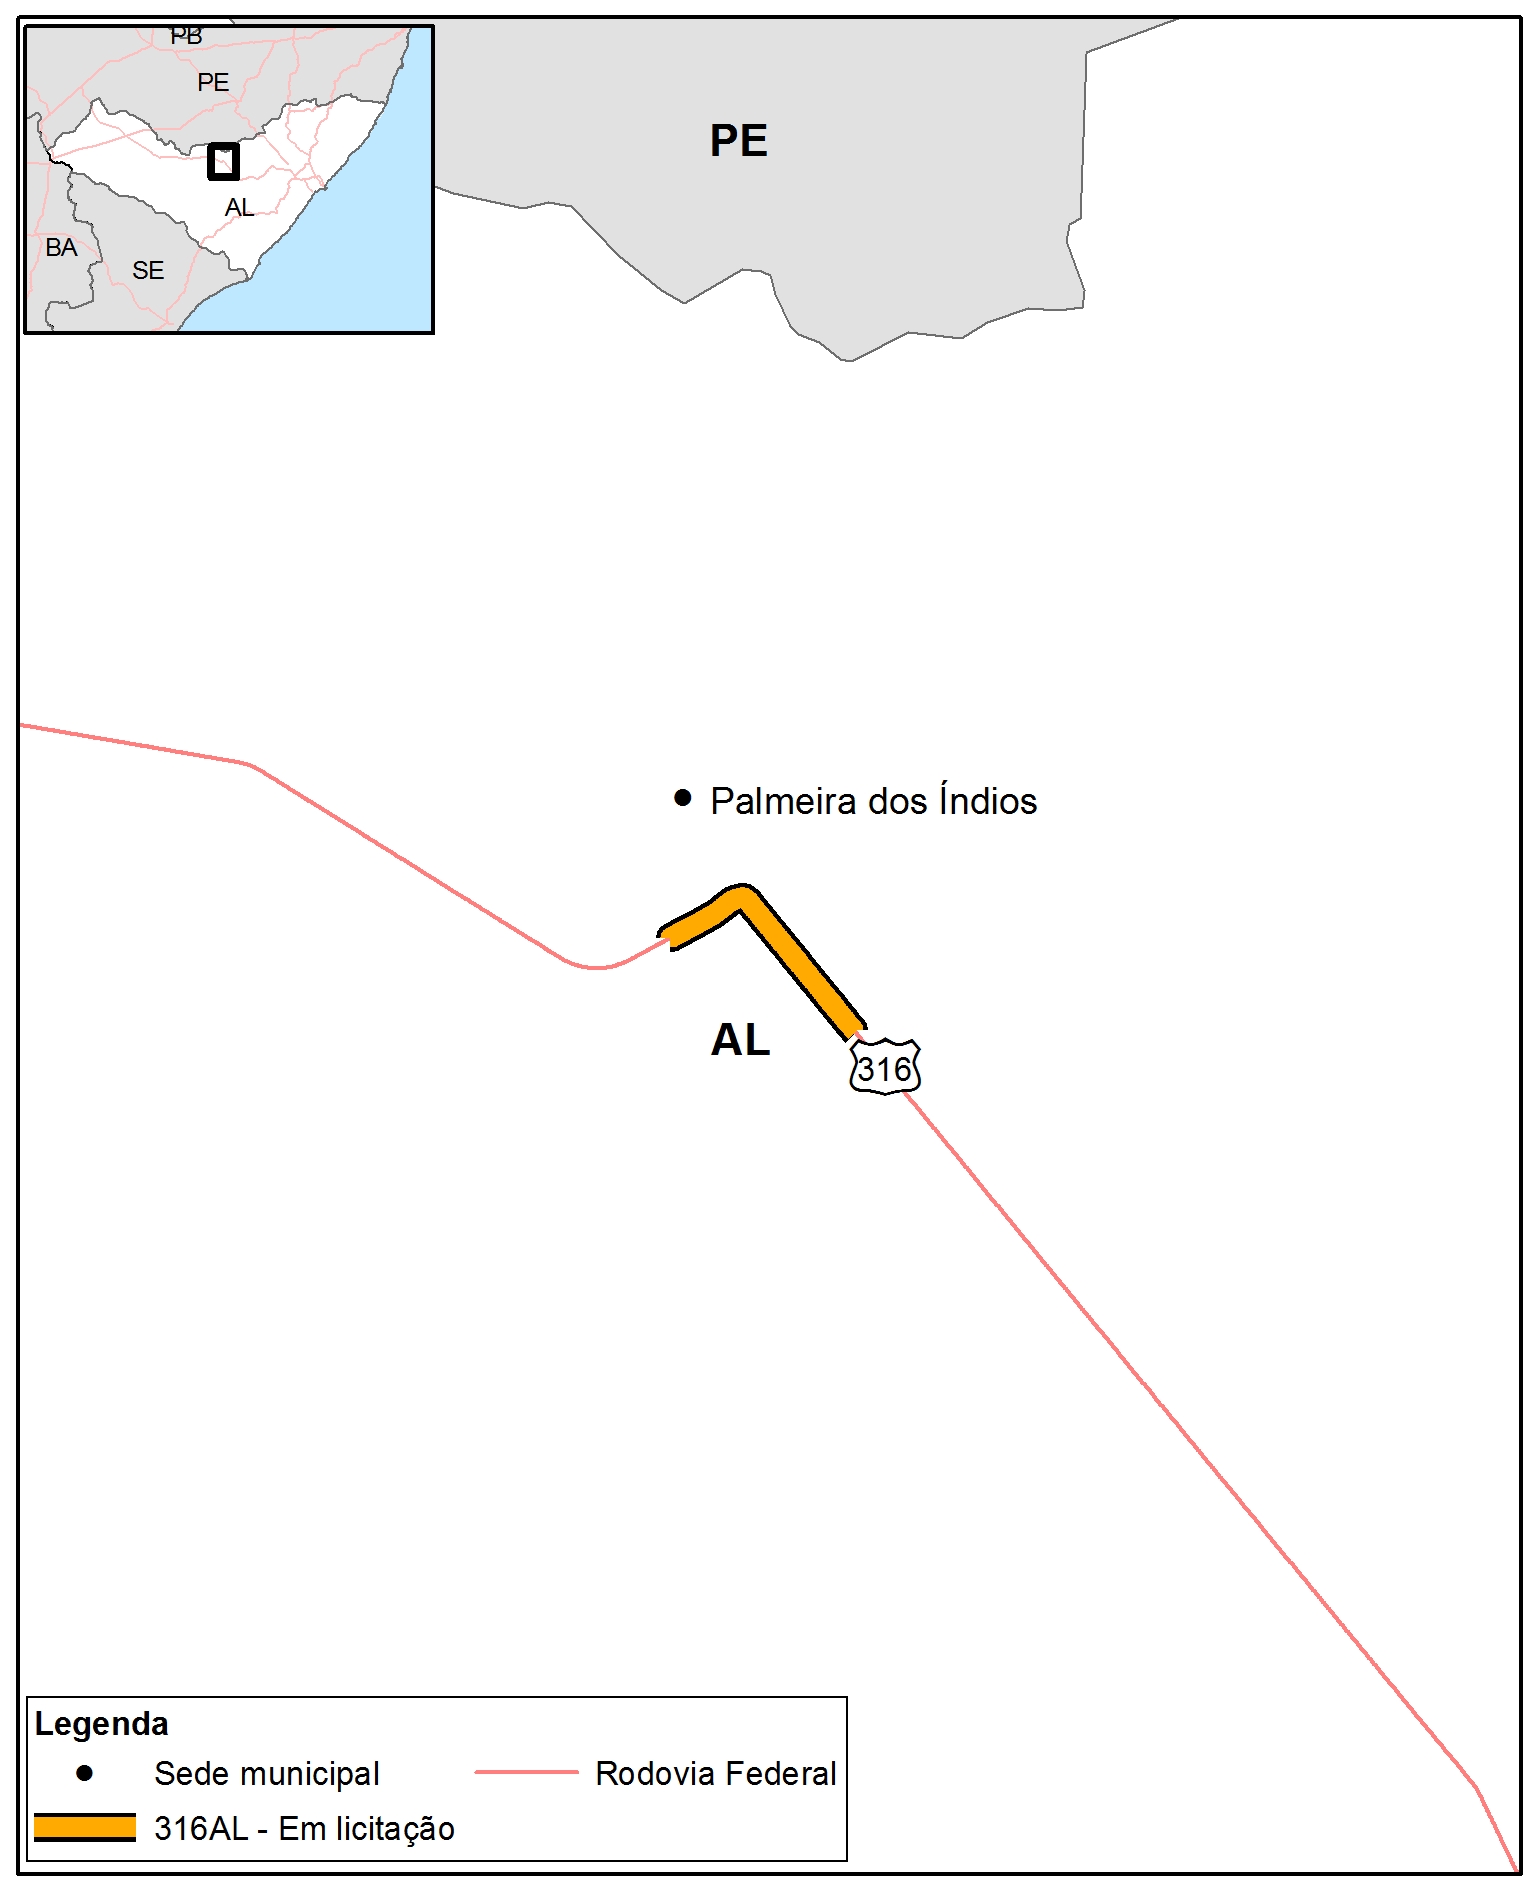 PB
PE
AL
BA
SE
PE
Palmeira dos Índios
AL
316
Legenda
Sede municipal
Rodovia Federal
316AL - Em licitação